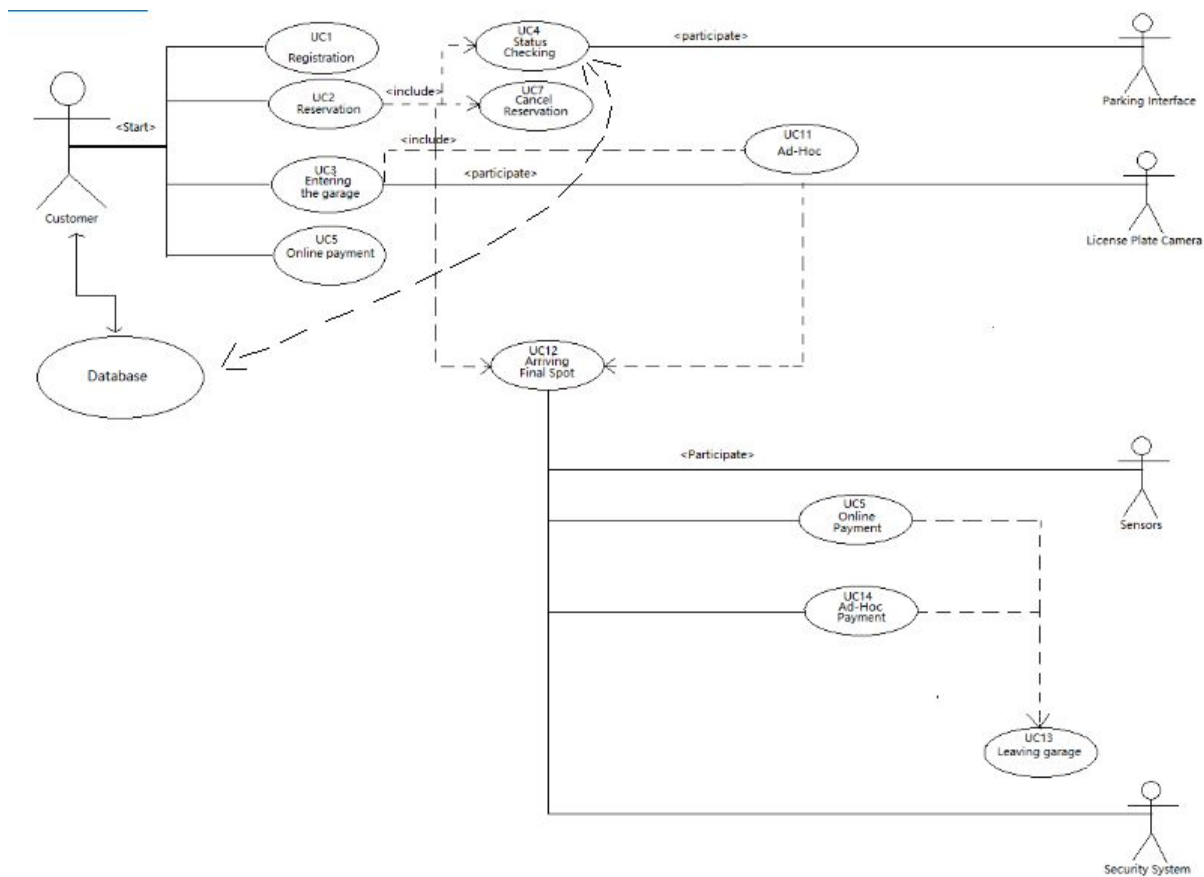 UC1
Registration
UC4
Status
Checking
<participate>
Parking Interface
<Start>
UC2
Reservation
<include>
UC7
Cancel
Reservation
<include>
UC11
Ad-Hoc
UC3
Entering
the garage
<participate>
License Plate Camera
Customer
UC5
Online payment
Database
UC12
Arriving
Final Spot
<Participate>
Sensors
UC5
Online
Payment
UC14
Ad-Hoc
Payment
UC13
Leaving garage
Security System